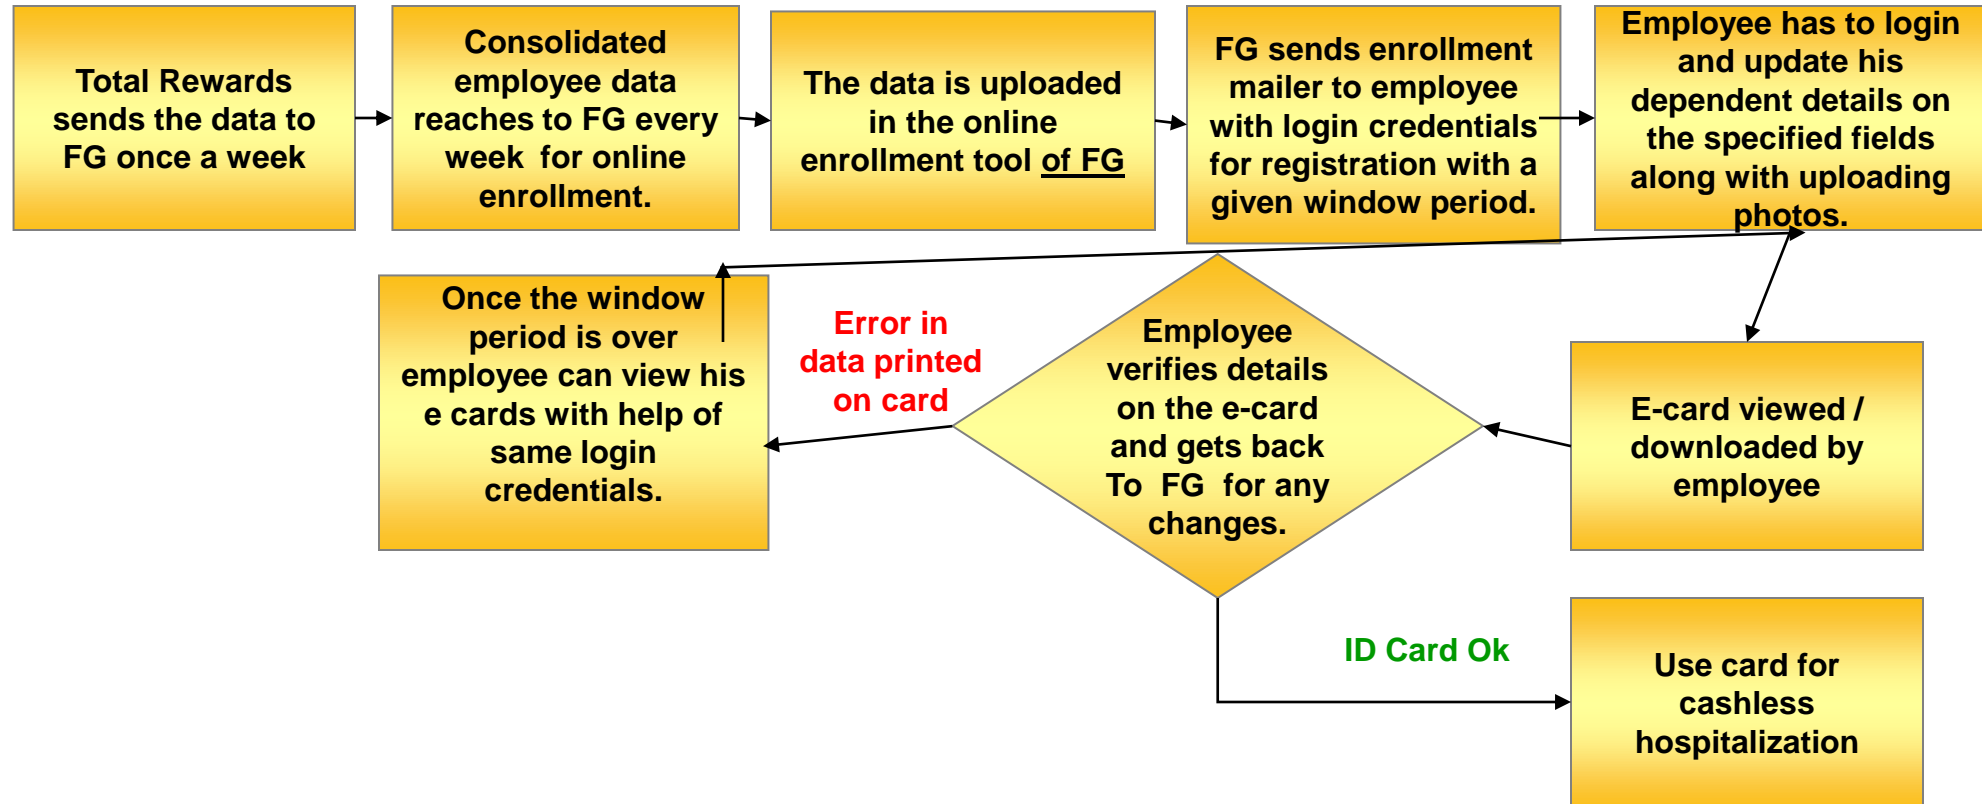 Total Rewards
sends the data to
FG once a week
Consolidated
employee data
reaches to FG every
week for online
enrollment.
The data is uploaded
in the online
enrollment tool of FG
FG sends enrollment
mailer to employee
with login credentials
for registration with a
given window period.
Employee has to login
and update his
dependent details on
the specified fields
along with uploading
photos.
Once the window
period is over
employee can view his
e cards with help of
same login
credentials.
Error in
data printed
on card
Employee
verifies details
on the e-card
and gets back
To FG for any
changes.
E-card viewed /
downloaded by
employee
ID Card Ok
Use card for
cashless
hospitalization